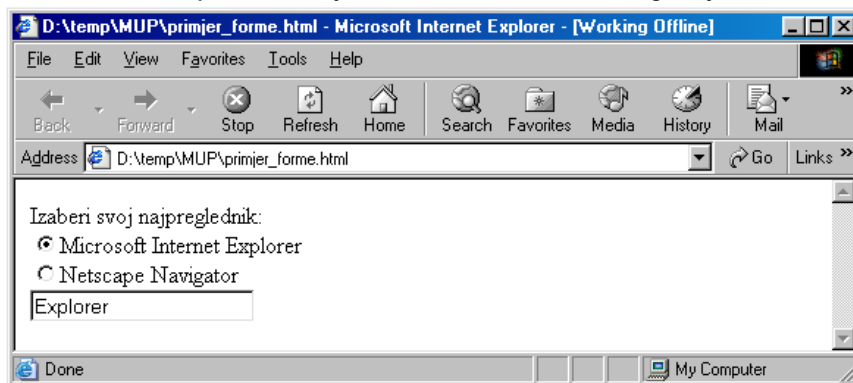 D:\temp\MUP\primjer_forme.html - Microsoft Internet Explorer - [Working Offline]
File Edit View Favorites Tools Help
Back Forward Stop Refresh Home Search Favorites Media History Mail »
Address D:\temp\MUP\primjer_forme.html Go Links »
Izaberi svoj najpreglednik:
Microsoft Internet Explorer
Netscape Navigator
Explorer
Done My Computer